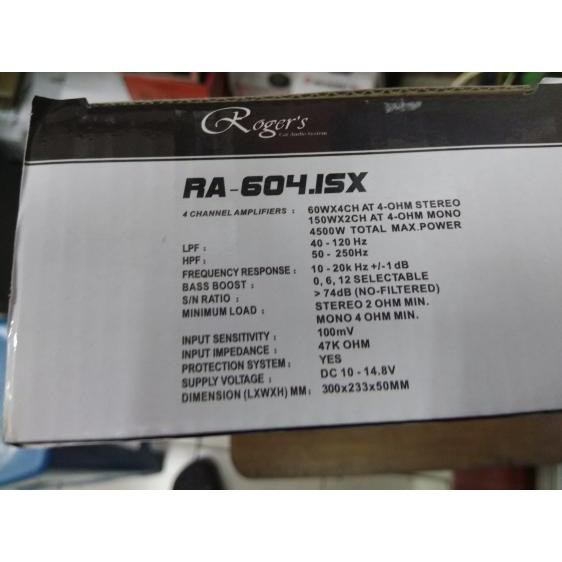 Roger's
Car Audio System
RA-604.1SX
4 CHANNEL AMPLIFIERS : 60WX4CH AT 4-OHM STEREO
150WX2CH AT 4-OHM MONO
4500W TOTAL MAX.POWER
LPF : 40 - 120 Hz
HPF : 50 - 250Hz
FREQUENCY RESPONSE : 10 - 20k Hz +/-1 dB
BASS BOOST : 0, 6, 12 SELECTABLE
S/N RATIO : > 74dB (NO-FILTERED)
MINIMUM LOAD : STEREO 2 OHM MIN.
MONO 4 OHM MIN.
INPUT SENSITIVITY : 100mV
INPUT IMPEDANCE : 47K OHM
PROTECTION SYSTEM : YES
SUPPLY VOLTAGE : DC 10 - 14.8V
DIMENSION (LXWXH) MM : 300x233x50MM